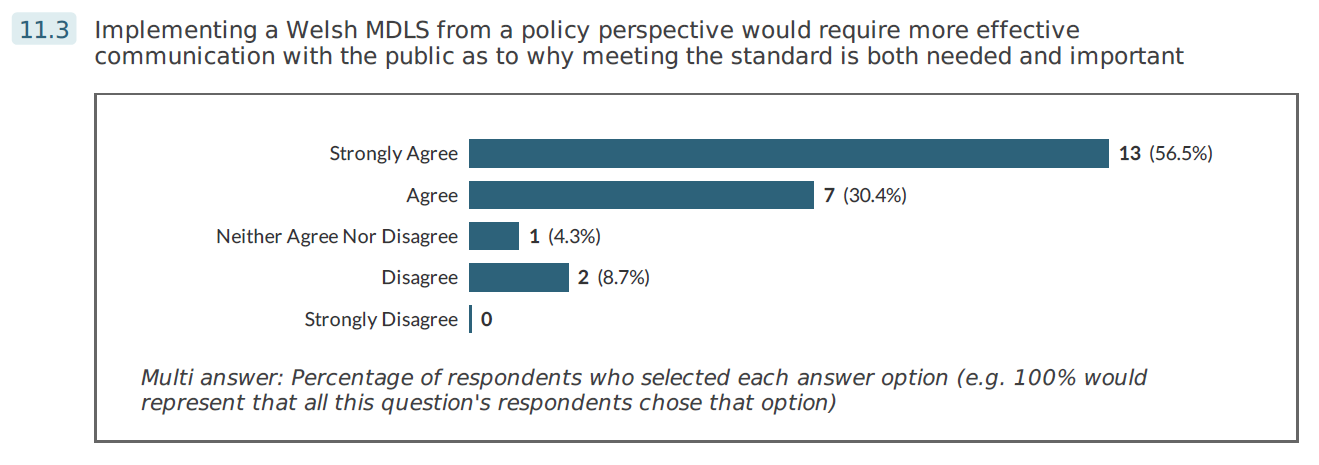 11.3 Implementing a Welsh MDLS from a policy perspective would require more effective
communication with the public as to why meeting the standard is both needed and important
Strongly Agree 13 (56.5%)
Agree 7 (30.4%)
Neither Agree Nor Disagree 1 (4.3%)
Disagree 2 (8.7%)
Strongly Disagree 0
Multi answer: Percentage of respondents who selected each answer option (e.g. 100% would
represent that all this question's respondents chose that option)